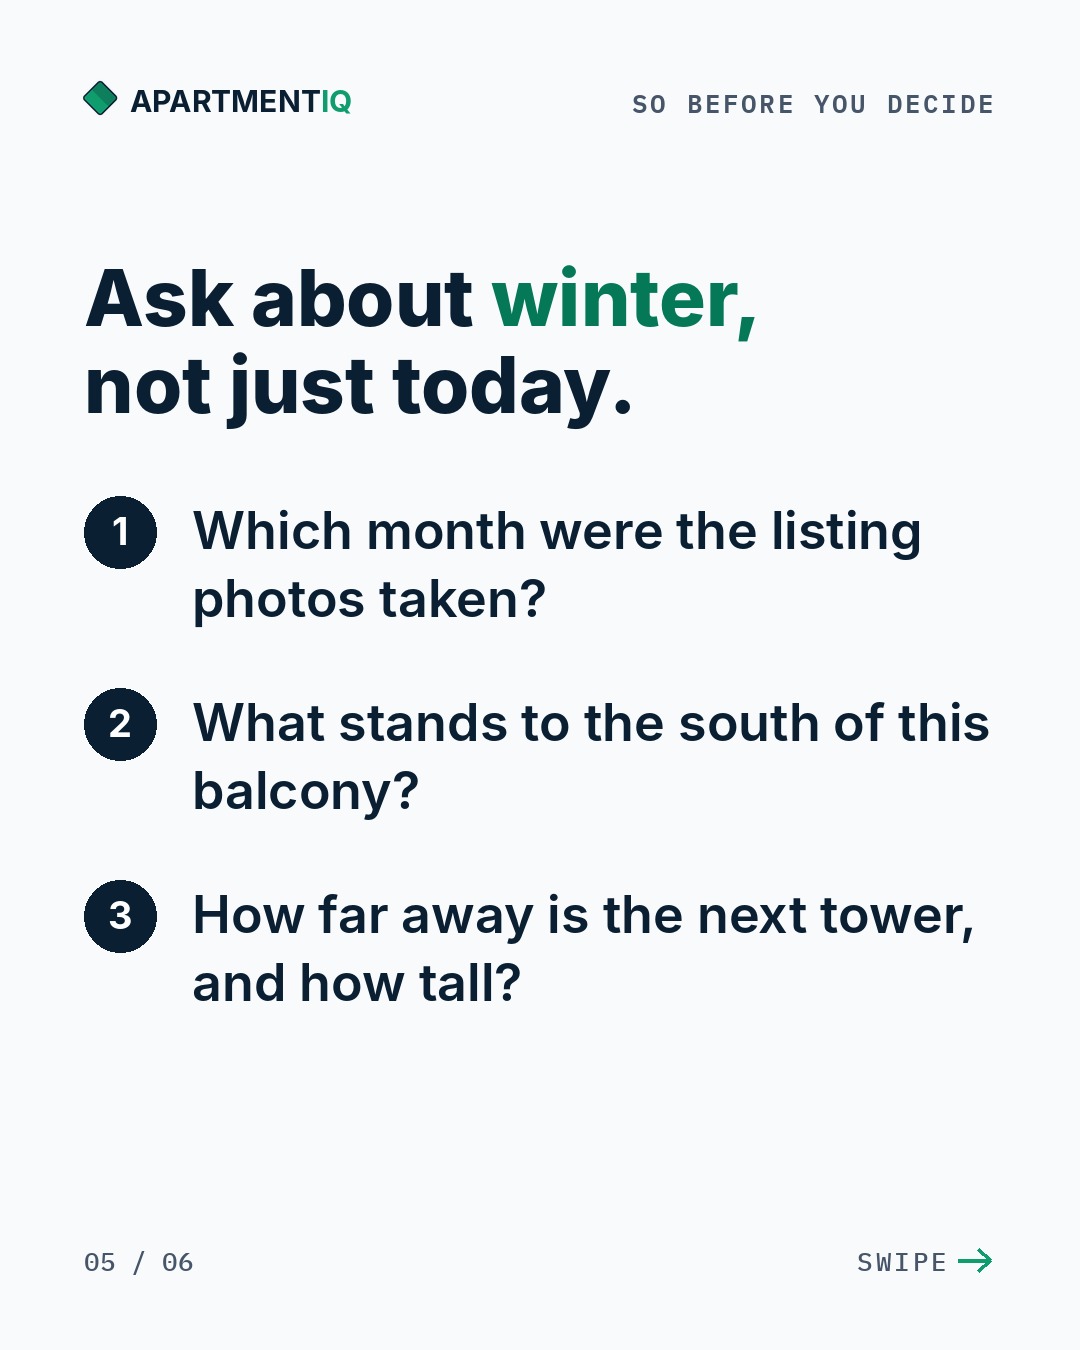 APARTMENTIQ
SO BEFORE YOU DECIDE
Ask about winter,
not just today.
1 Which month were the listing
photos taken?
2 What stands to the south of this
balcony?
3 How far away is the next tower,
and how tall?
05 / 06
SWIPE →